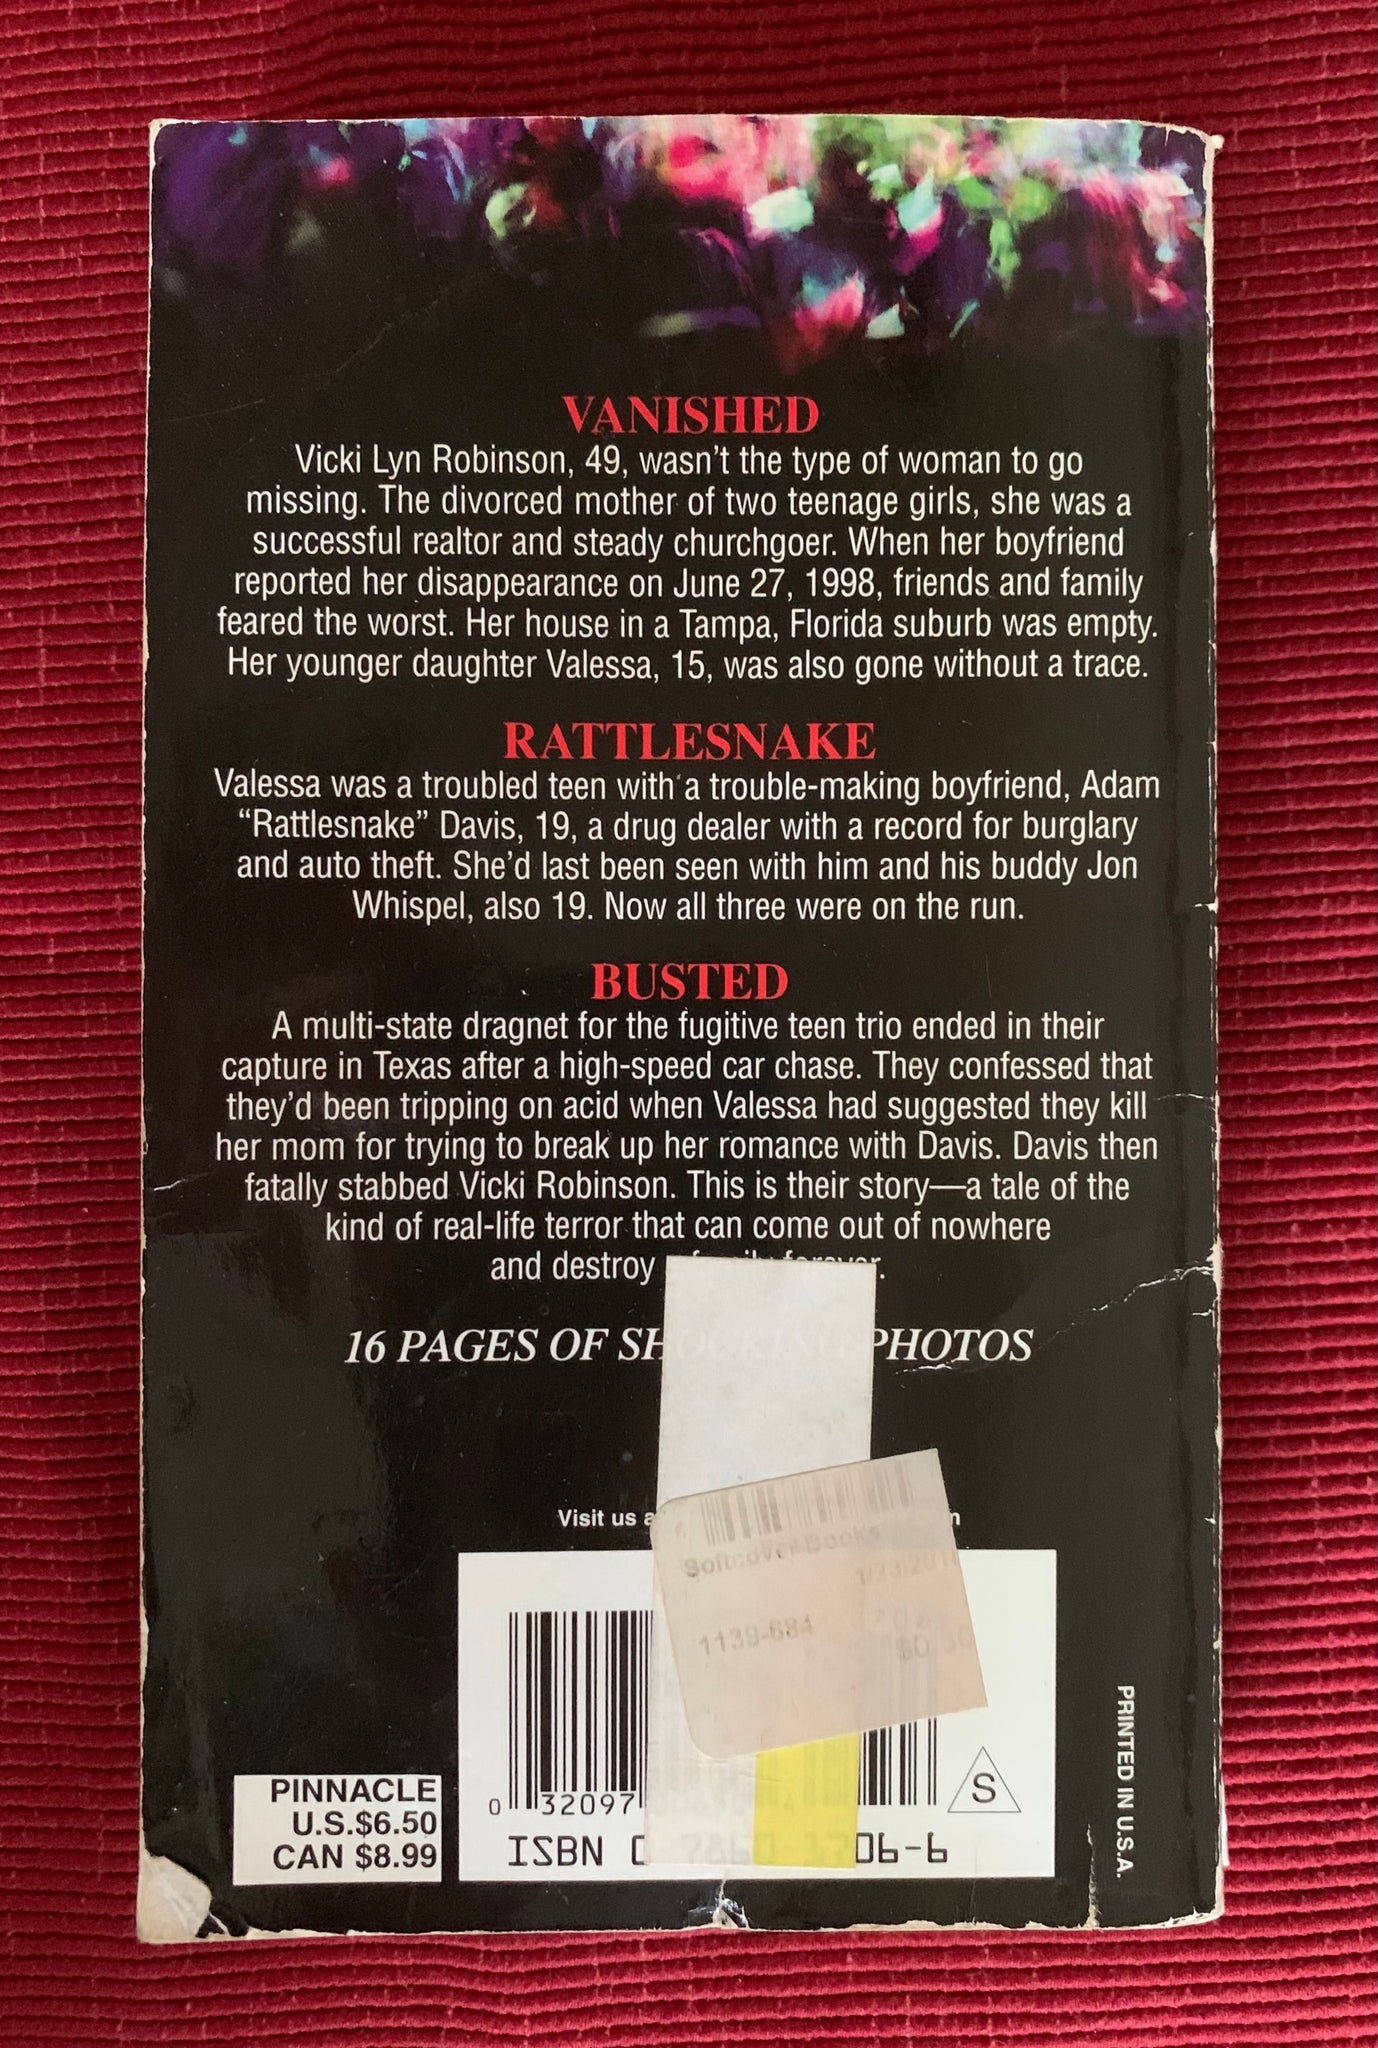 VANISHED
Vicki Lyn Robinson, 49, wasn't the type of woman to go
missing. The divorced mother of two teenage girls, she was a
successful realtor and steady churchgoer. When her boyfriend
reported her disappearance on June 27, 1998, friends and family
feared the worst. Her house in a Tampa, Florida suburb was empty.
Her younger daughter Valessa, 15, was also gone without a trace.
RATTLESNAKE
Valessa was a troubled teen with a trouble-making boyfriend, Adam
“Rattlesnake” Davis, 19, a drug dealer with a record for burglary
and auto theft. She'd last been seen with him and his buddy Jon
Whispel, also 19. Now all three were on the run.
BUSTED
A multi-state dragnet for the fugitive teen trio ended in their
capture in Texas after a high-speed car chase. They confessed that
they'd been tripping on acid when Valessa had suggested they kill
her mom for trying to break up her romance with Davis. Davis then
fatally stabbed Vicki Robinson. This is their story—a tale of the
kind of real-life terror that can come out of nowhere
and destroy family forever.
16 PAGES OF SHOCKING PHOTOS
Visit us
Softcover Books
1139-684
PINNACLE
U.S.$6.50
CAN $8.99
0 32097
ISBN 0 06-6
S
PRINTED IN U.S.A.